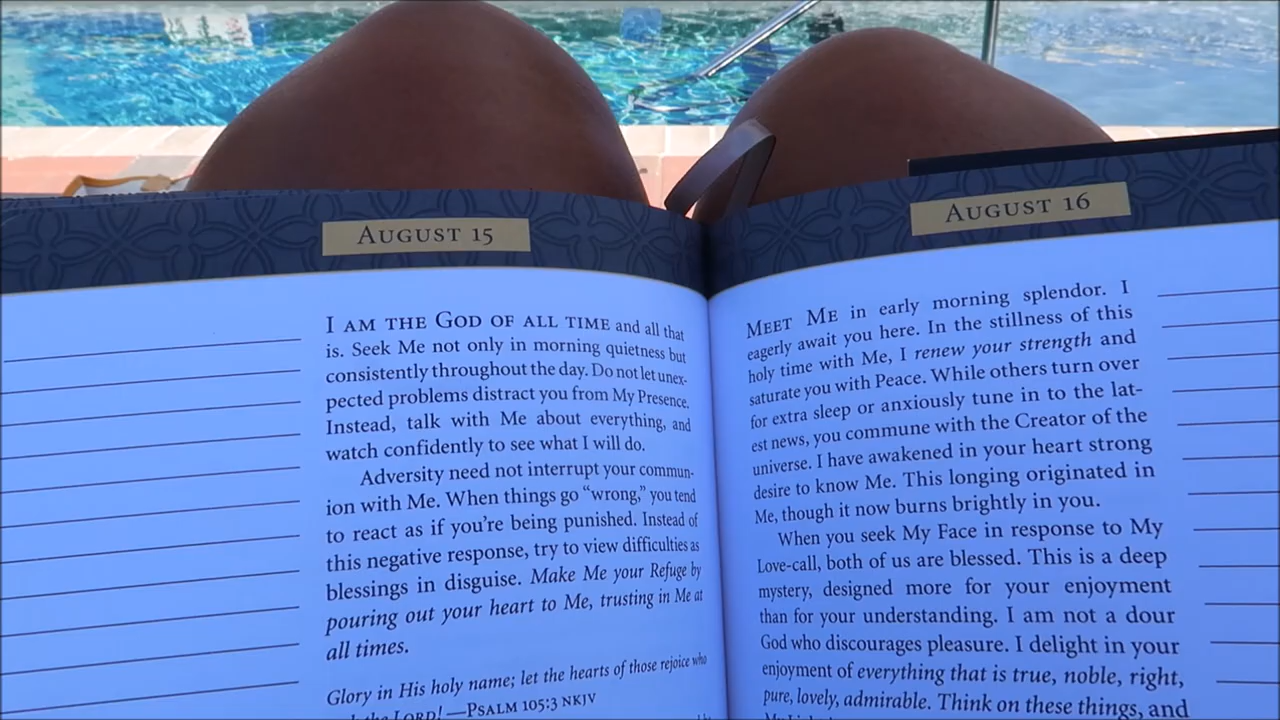 August 15
I am the God of all time and all that
is. Seek Me not only in morning quietness but
consistently throughout the day. Do not let unex-
pected problems distract you from My Presence.
Instead, talk with Me about everything, and
watch confidently to see what I will do.
Adversity need not interrupt your commun-
ion with Me. When things go “wrong,” you tend
to react as if you’re being punished. Instead of
this negative response, try to view difficulties as
blessings in disguise. Make Me your Refuge by
pouring out your heart to Me, trusting in Me at
all times.
Glory in His holy name; let the hearts of those rejoice who
the Lord! —Psalm 105:3 NKJV
August 16
Meet Me in early morning splendor. I
eagerly await you here. In the stillness of this
holy time with Me, I renew your strength and
saturate you with Peace. While others turn over
for extra sleep or anxiously tune in to the lat-
est news, you commune with the Creator of the
universe. I have awakened in your heart strong
desire to know Me. This longing originated in
Me, though it now burns brightly in you.
When you seek My Face in response to My
Love-call, both of us are blessed. This is a deep
mystery, designed more for your enjoyment
than for your understanding. I am not a dour
God who discourages pleasure. I delight in your
enjoyment of everything that is true, noble, right,
pure, lovely, admirable. Think on these things, and